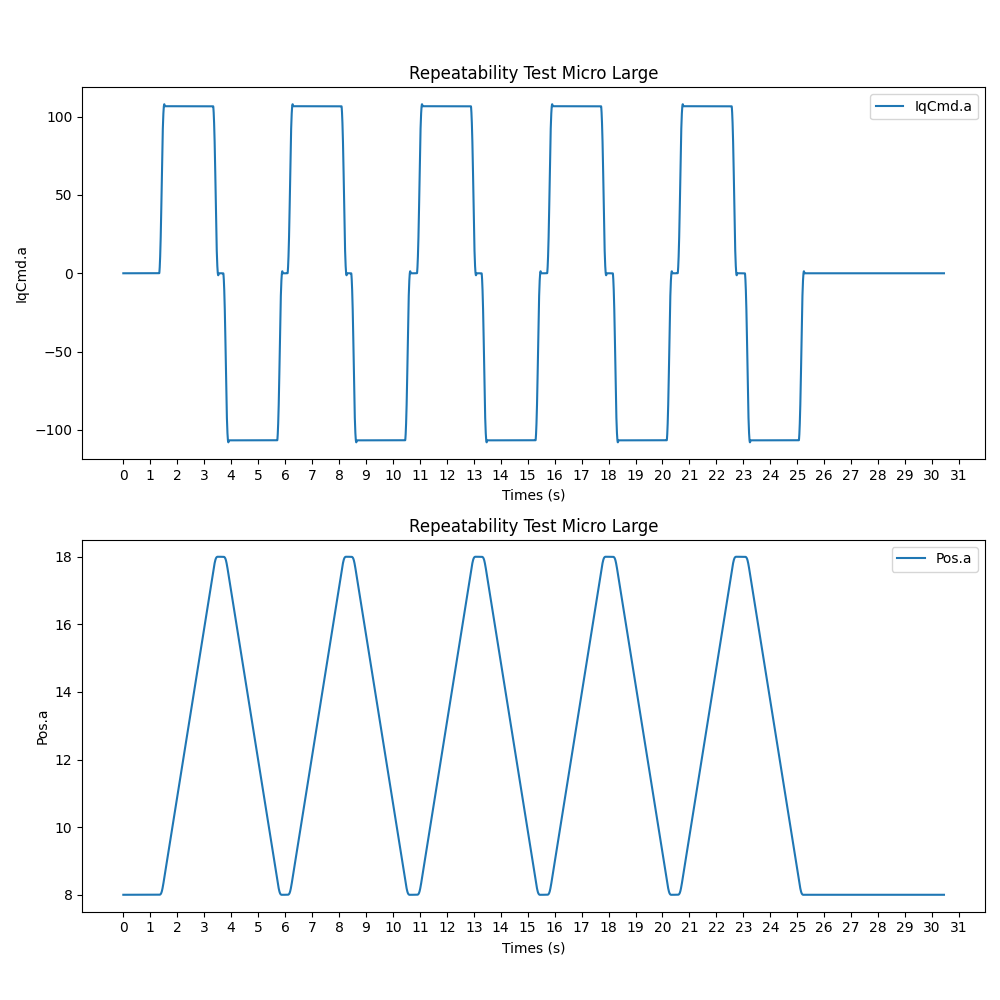 Repeatability Test Micro Large
IqCmd.a
100
50
0
−50
−100
IqCmd.a
0 1 2 3 4 5 6 7 8 9 10 11 12 13 14 15 16 17 18 19 20 21 22 23 24 25 26 27 28 29 30 31
Times (s)
Repeatability Test Micro Large
Pos.a
18
16
14
12
10
8
Pos.a
0 1 2 3 4 5 6 7 8 9 10 11 12 13 14 15 16 17 18 19 20 21 22 23 24 25 26 27 28 29 30 31
Times (s)